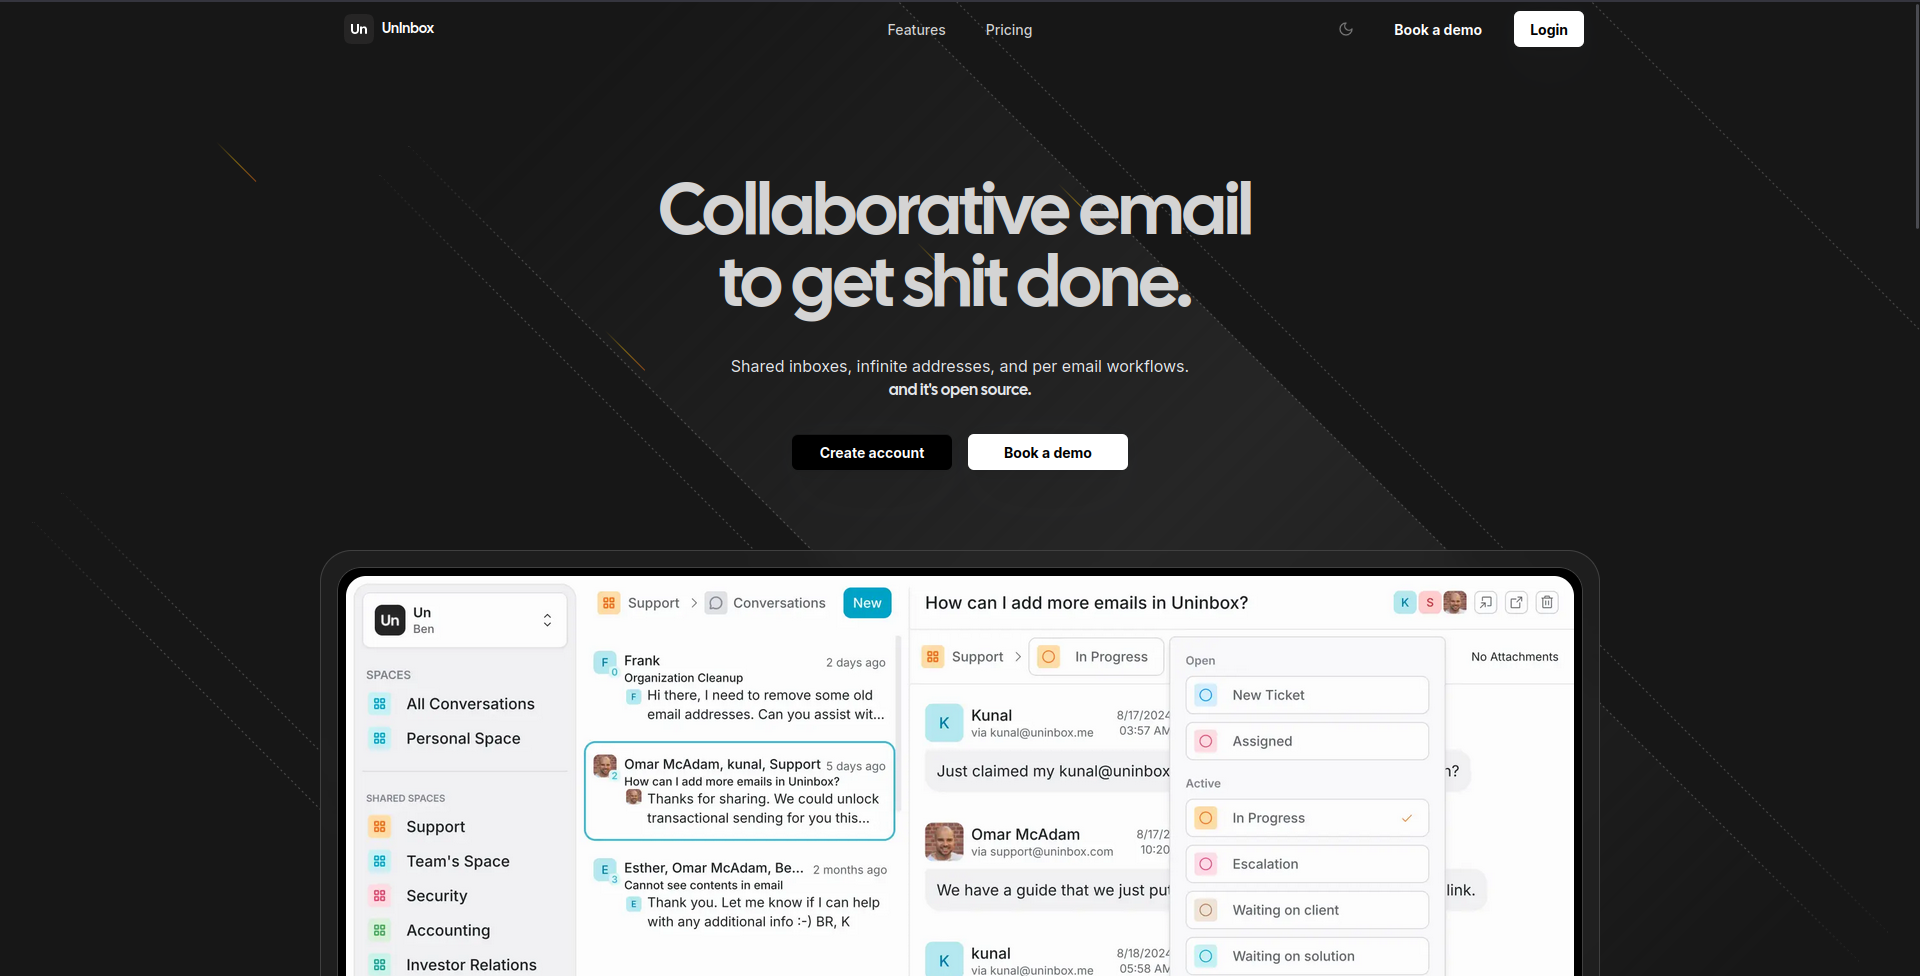 Un UnInbox
Features Pricing
Book a demo Login
Collaborative email
to get shit done.
Shared inboxes, infinite addresses, and per email workflows.
and it's open source.
Create account Book a demo
Un Un
Ben
SPACES
All Conversations
Personal Space
SHARED SPACES
Support
Team's Space
Security
Accounting
Investor Relations
Support Conversations New
F 0 Frank 2 days ago
Organization Cleanup
F Hi there, I need to remove some old
email addresses. Can you assist wit...
2 Omar McAdam, kunal, Support 5 days ago
How can I add more emails in Uninbox?
Thanks for sharing. We could unlock
transactional sending for you this...
E 3 Esther, Omar McAdam, Be... 2 months ago
Cannot see contents in email
E Thank you. Let me know if I can help
with any additional info :-) BR, K
How can I add more emails in Uninbox? K S
Support In Progress No Attachments
K Kunal 8/17/2024
via kunal@uninbox.me 03:57 AM
Just claimed my kunal@uninbox n?
Omar McAdam 8/17/2
via support@uninbox.com 10:20
We have a guide that we just put link.
K kunal 8/18/2024
via kunal@uninbox.me 05:58 AM
Open
New Ticket
Assigned
Active
In Progress
Escalation
Waiting on client
Waiting on solution